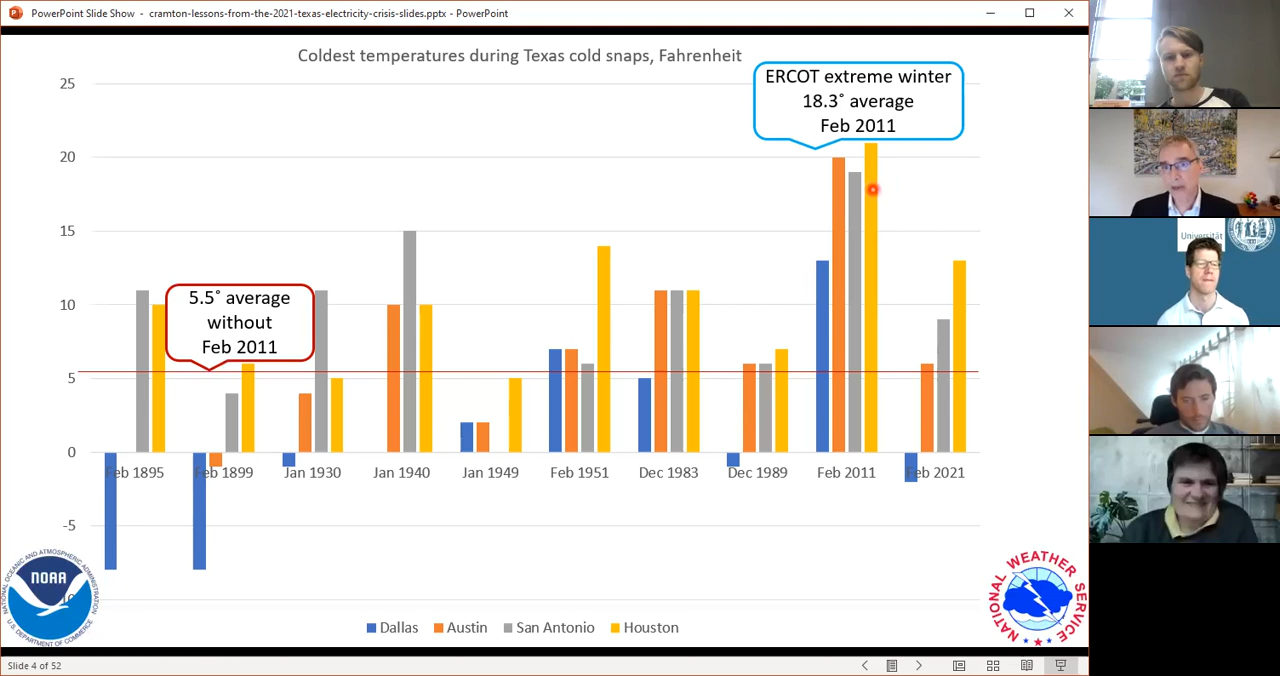 PowerPoint Slide Show - cramton-lessons-from-the-2021-texas-electricity-crisis-slides.pptx - PowerPoint
Coldest temperatures during Texas cold snaps, Fahrenheit
ERCOT extreme winter
18.3° average
Feb 2011
5.5° average
without
Feb 2011
25
20
15
10
5
0
-5
Feb 1895
Feb 1899
Jan 1930
Jan 1940
Jan 1949
Feb 1951
Dec 1983
Dec 1989
Feb 2011
Feb 2021
Dallas
Austin
San Antonio
Houston
NATIONAL OCEANIC AND ATMOSPHERIC ADMINISTRATION
NOAA
U.S. DEPARTMENT OF COMMERCE
NATIONAL WEATHER SERVICE
Slide 4 of 52
Universität